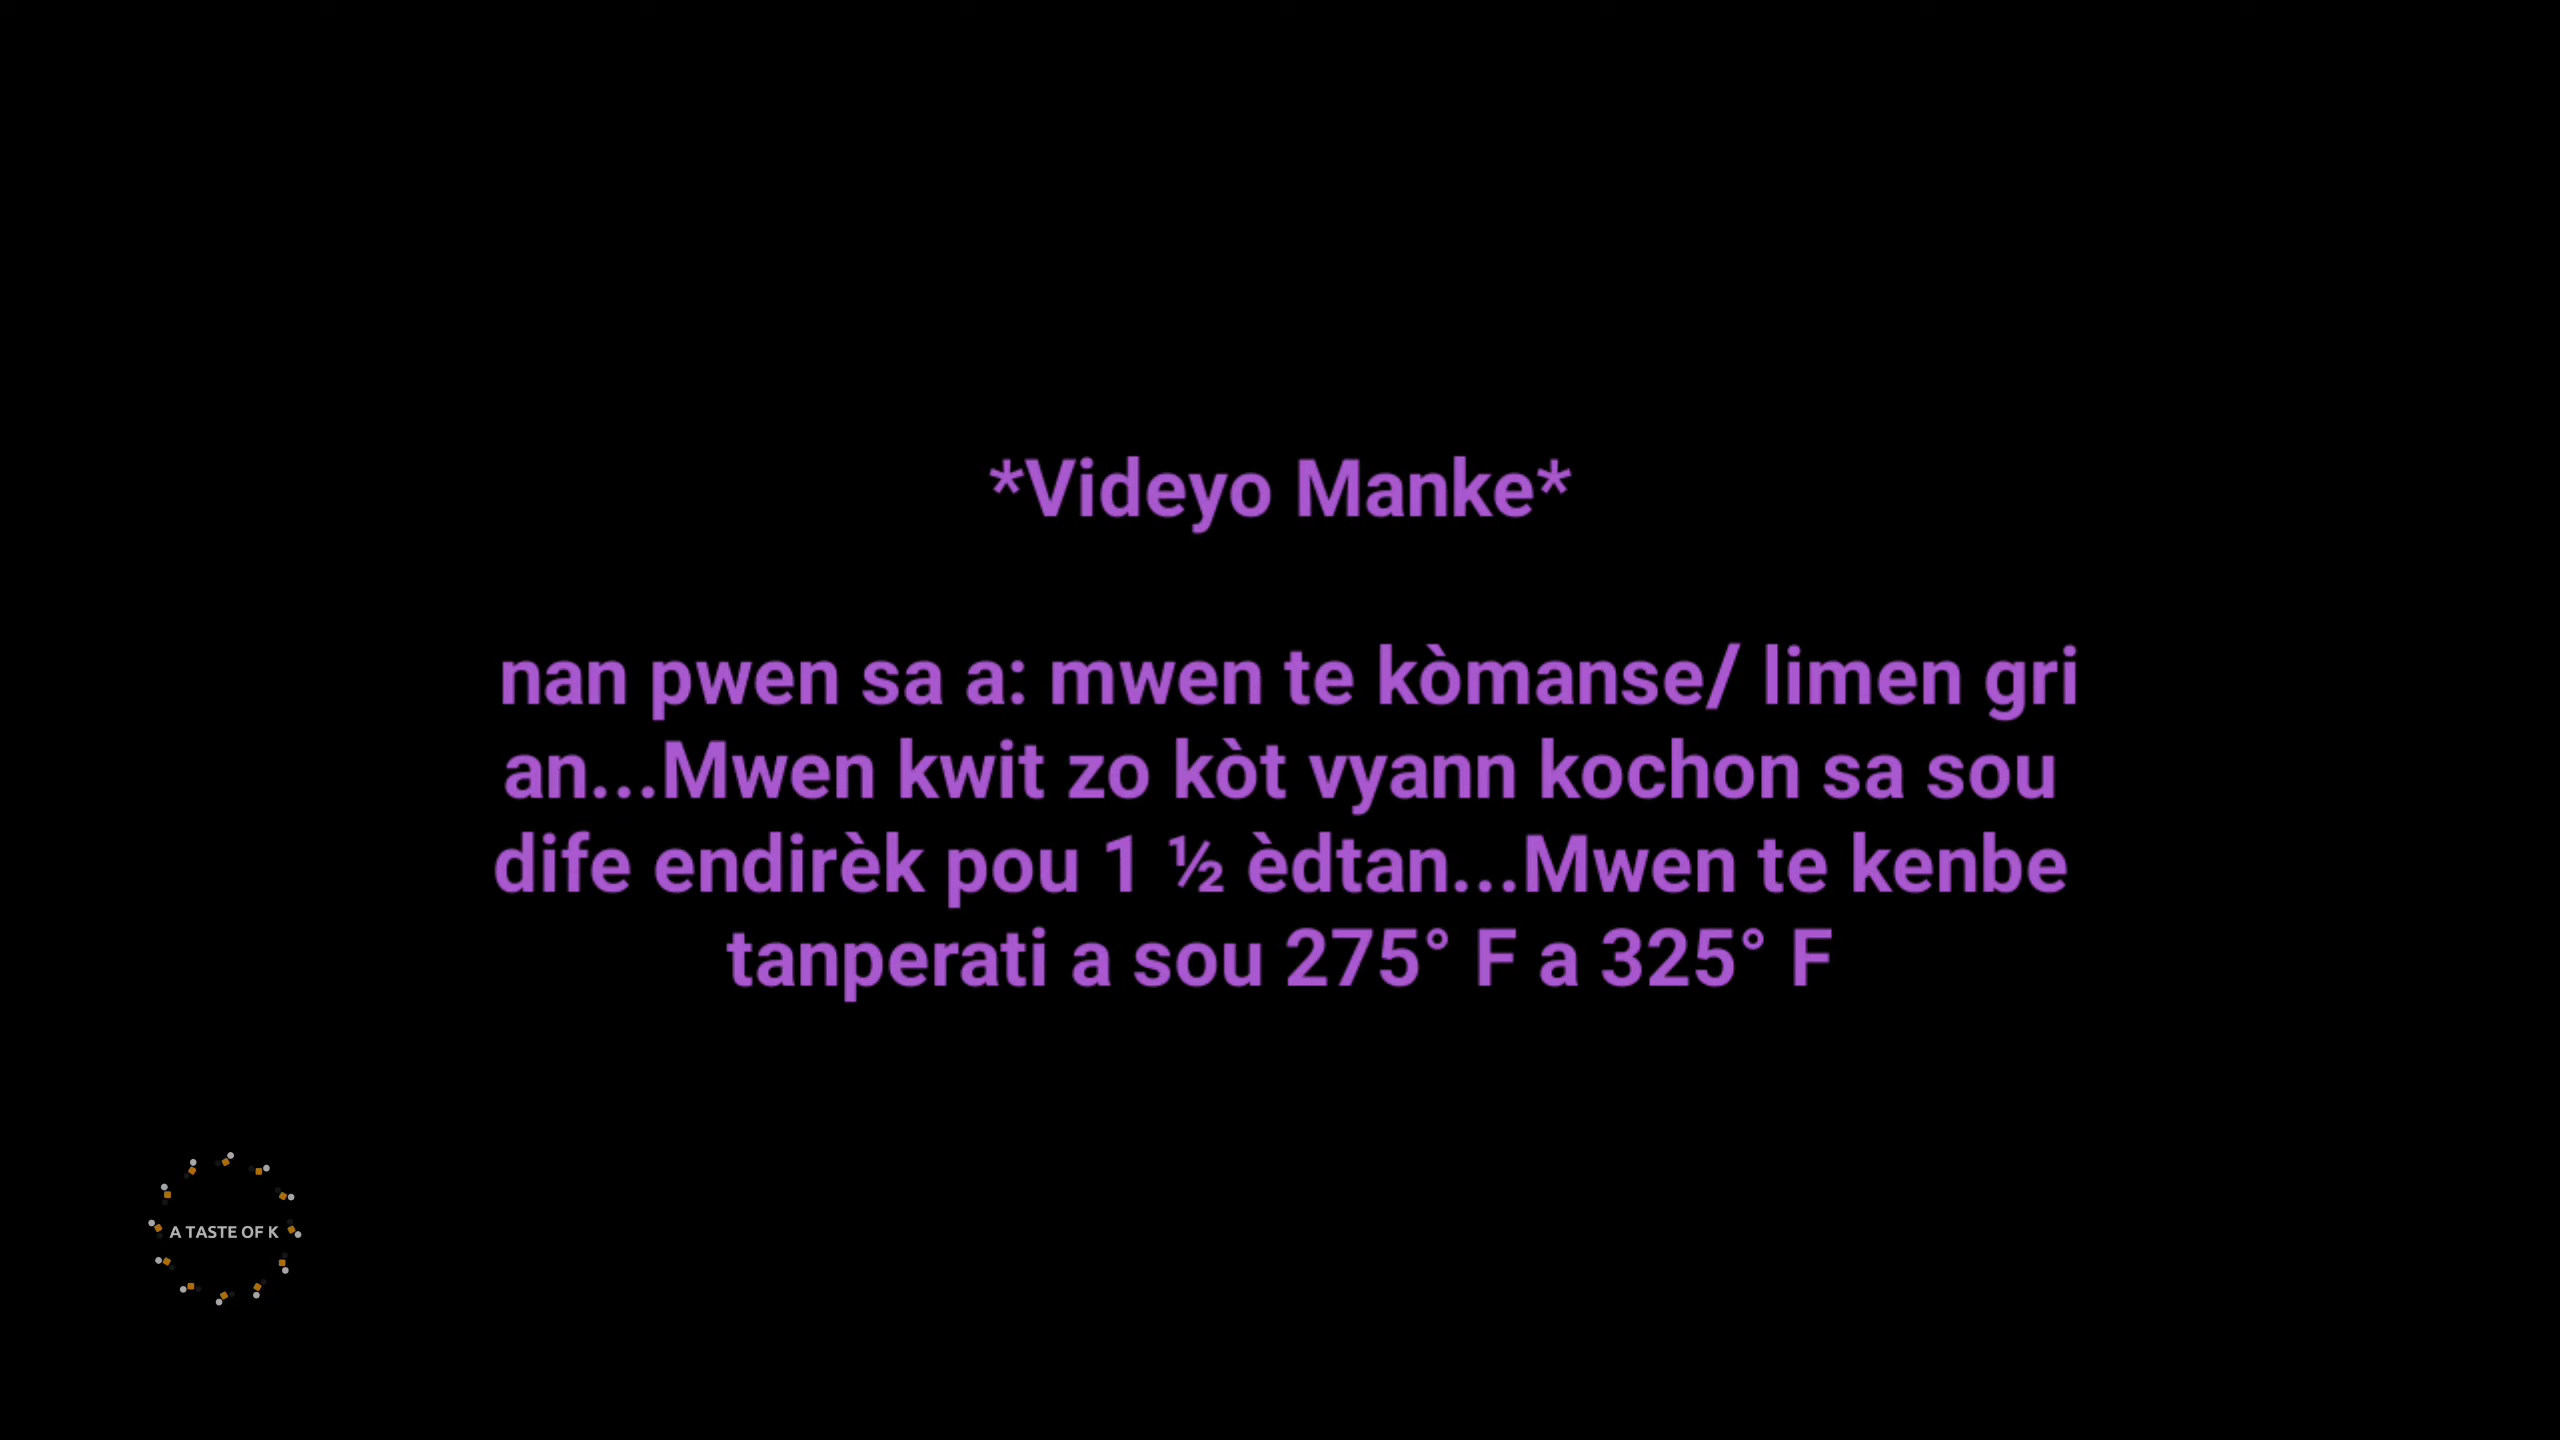 *Videyo Manke*
nan pwen sa a: mwen te kòmanse/ limen gri
an...Mwen kwit zo kòt vyann kochon sa sou
dife endirèk pou 1 ½ èdtan...Mwen te kenbe
tanperati a sou 275° F a 325° F
A TASTE OF K